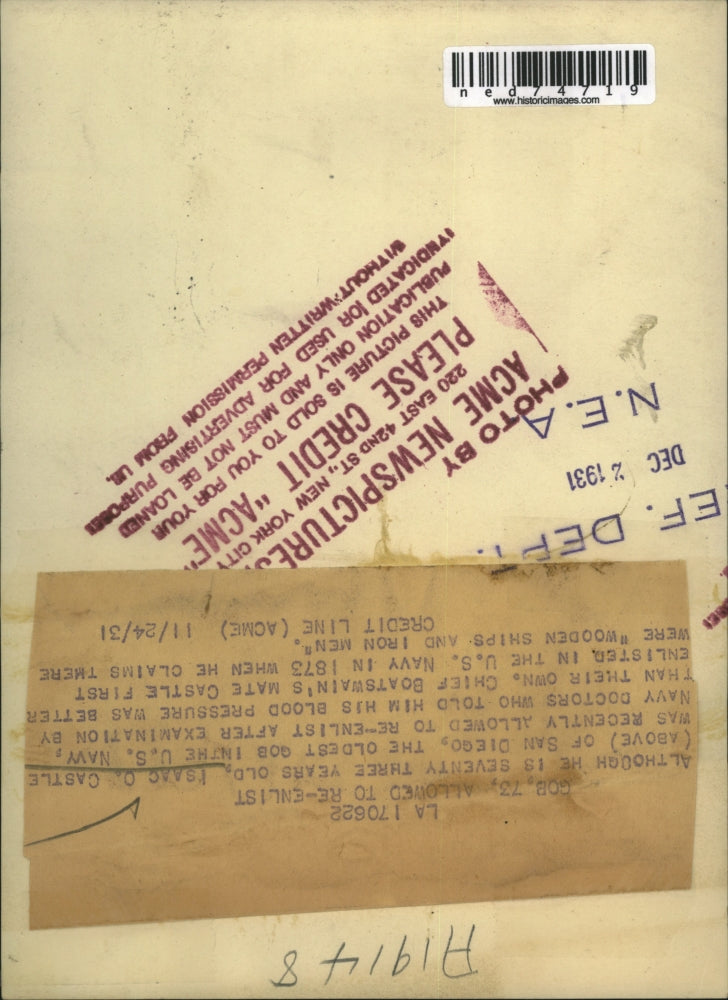 ned74719
www.historicimages.com
PHOTO BY
ACME NEWSPICTURES,
220 EAST 42ND ST., NEW YORK CITY
PLEASE CREDIT "ACME"
THIS PICTURE IS SOLD TO YOU FOR YOUR
PUBLICATION ONLY AND MUST NOT BE LOANED
SYNDICATED OR USED FOR ADVERTISING PURPOSES
WITHOUT WRITTEN PERMISSION FROM US.
N.E.A
DEC 2 1931
EF. DEPT.
LA 170622
GOB, 73, ALLOWED TO RE-ENLIST
ALTHOUGH HE IS SEVENTY THREE YEARS OLD, ISAAC O. CASTLE
(ABOVE) OF SAN DIEGO, THE OLDEST GOB IN THE U.S. NAVY,
WAS RECENTLY ALLOWED TO RE-ENLIST AFTER EXAMINATION BY
NAVY DOCTORS WHO TOLD HIM HIS BLOOD PRESSURE WAS BETTER
THAN THEIR OWN. CHIEF BOATSWAIN'S MATE CASTLE FIRST
ENLISTED IN THE U.S. NAVY IN 1873 WHEN HE CLAIMS THERE
WERE "WOODEN SHIPS AND IRON MEN".
CREDIT LINE (ACME) 11/24/31
A19148